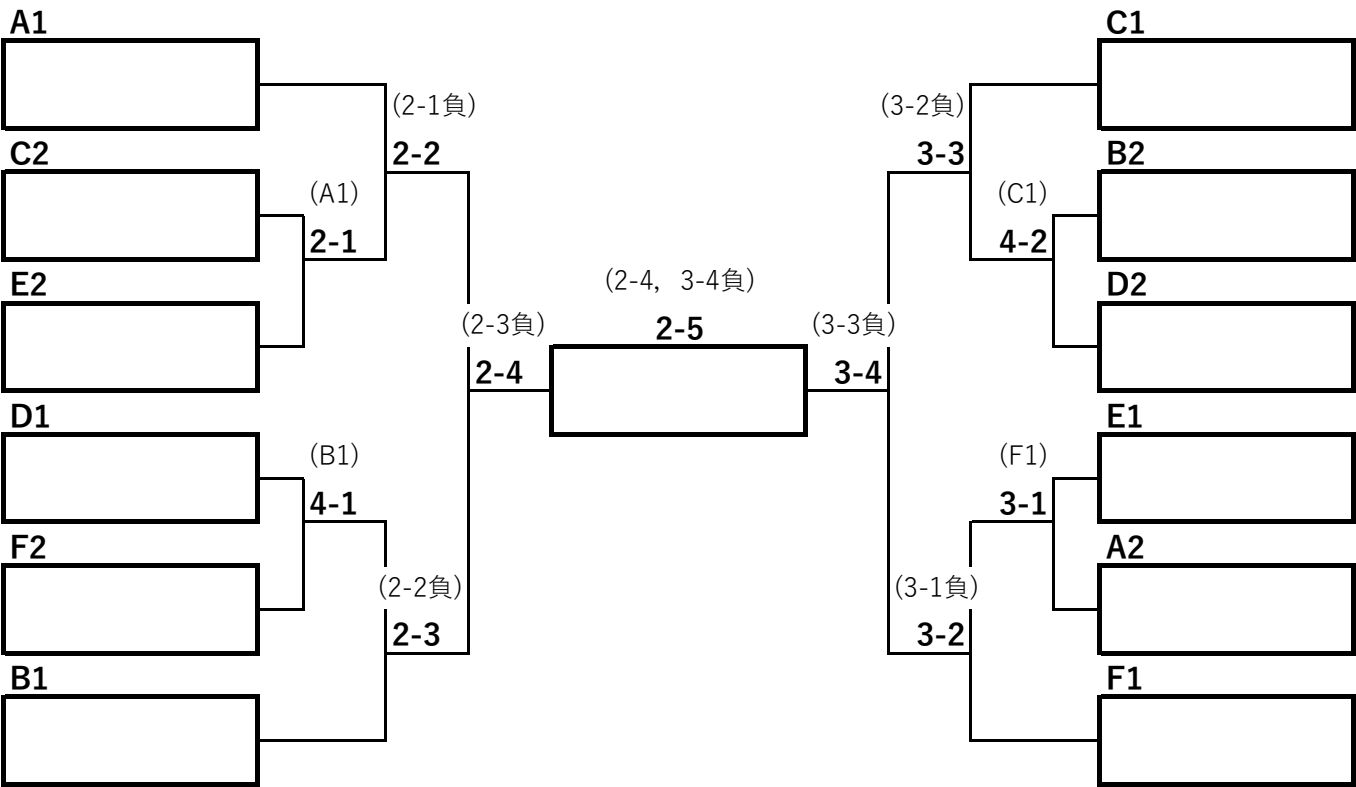 A1
C1
(2-1負)
(3-2負)
2-2
3-3
C2
B2
(A1)
(C1)
2-1
4-2
E2
D2
(2-4, 3-4負)
2-5
(2-3負)
(3-3負)
2-4
3-4
D1
E1
(B1)
(F1)
4-1
3-1
F2
A2
(2-2負)
(3-1負)
2-3
3-2
B1
F1